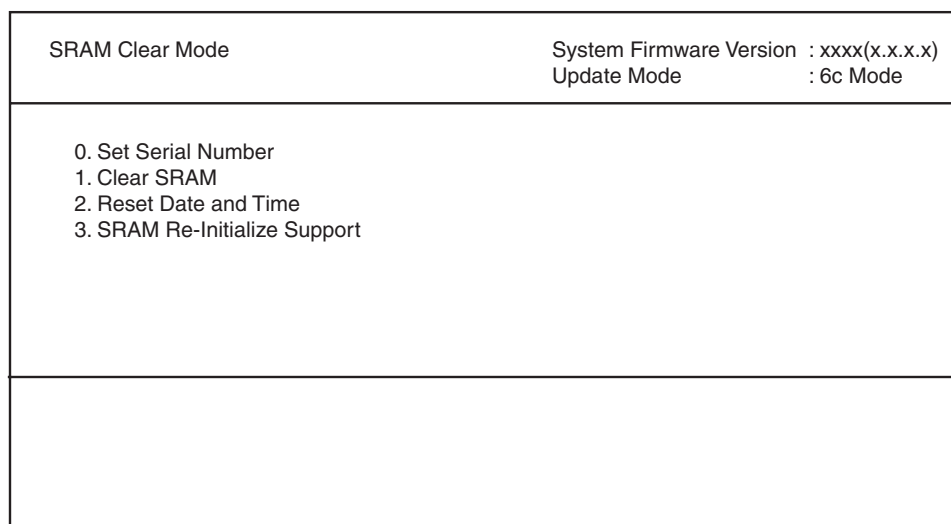 SRAM Clear Mode
System Firmware Version : xxxx(x.x.x.x)
Update Mode : 6c Mode
0. Set Serial Number
1. Clear SRAM
2. Reset Date and Time
3. SRAM Re-Initialize Support